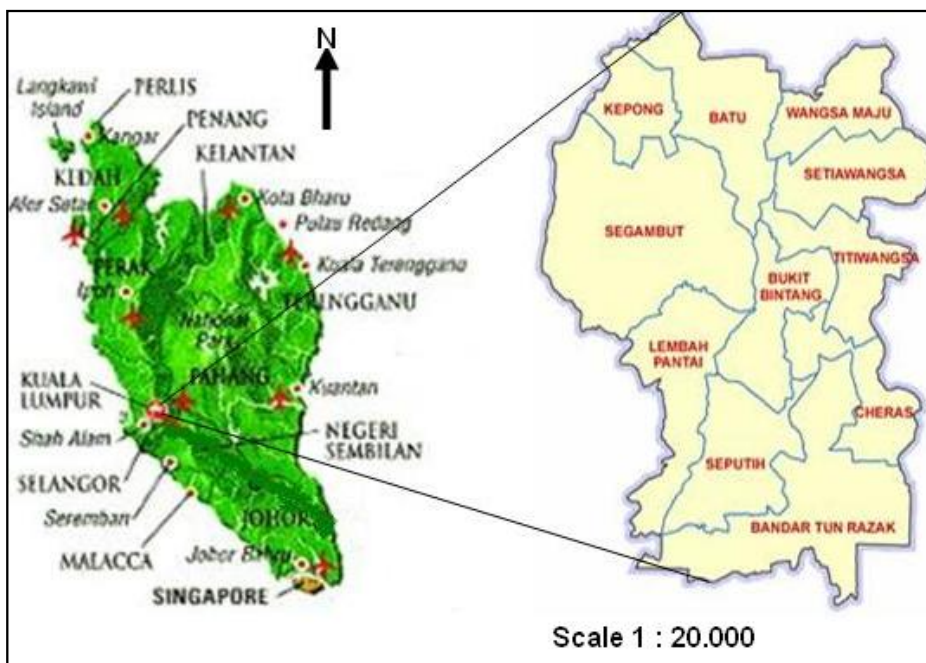 N
Langkawi
Island
PERLIS
Kangar
PENANG
KELANTAN
KEDAH
Aler Setar
Kota Bharu
Pulau Redang
Kuala Terengganu
PERAK
Ipoh
TERINGGANU
National
Park
PAHANG
KUALA
LUMPUR
Kuantan
Shah Alam
NEGERI
SEMBILAN
SELANGOR
Seremban
JOHOR
MALACCA
Johor Bahru
SINGAPORE
KEPONG
BATU
WANGSA MAJU
SETIAWANGSA
SEGAMBUT
TITIWANGSA
BUKIT
BINTANG
LEMBAH
PANTAI
CHERAS
SEPUTIH
BANDAR TUN RAZAK
Scale 1 : 20.000